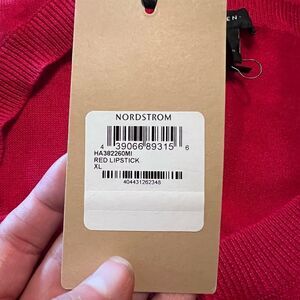 NORDSTROM
4 39066 89315 6
HA382260MI
RED LIPSTICK
XL
404431262348